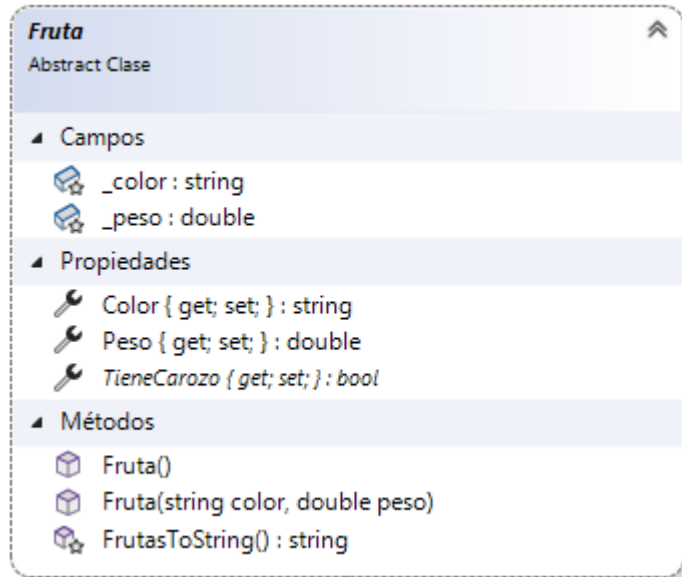 Fruta
Abstract Clase
Campos
_color : string
_peso : double
Propiedades
Color { get; set; } : string
Peso { get; set; } : double
TieneCarozo { get; set; } : bool
Métodos
Fruta()
Fruta(string color, double peso)
FrutasToString() : string